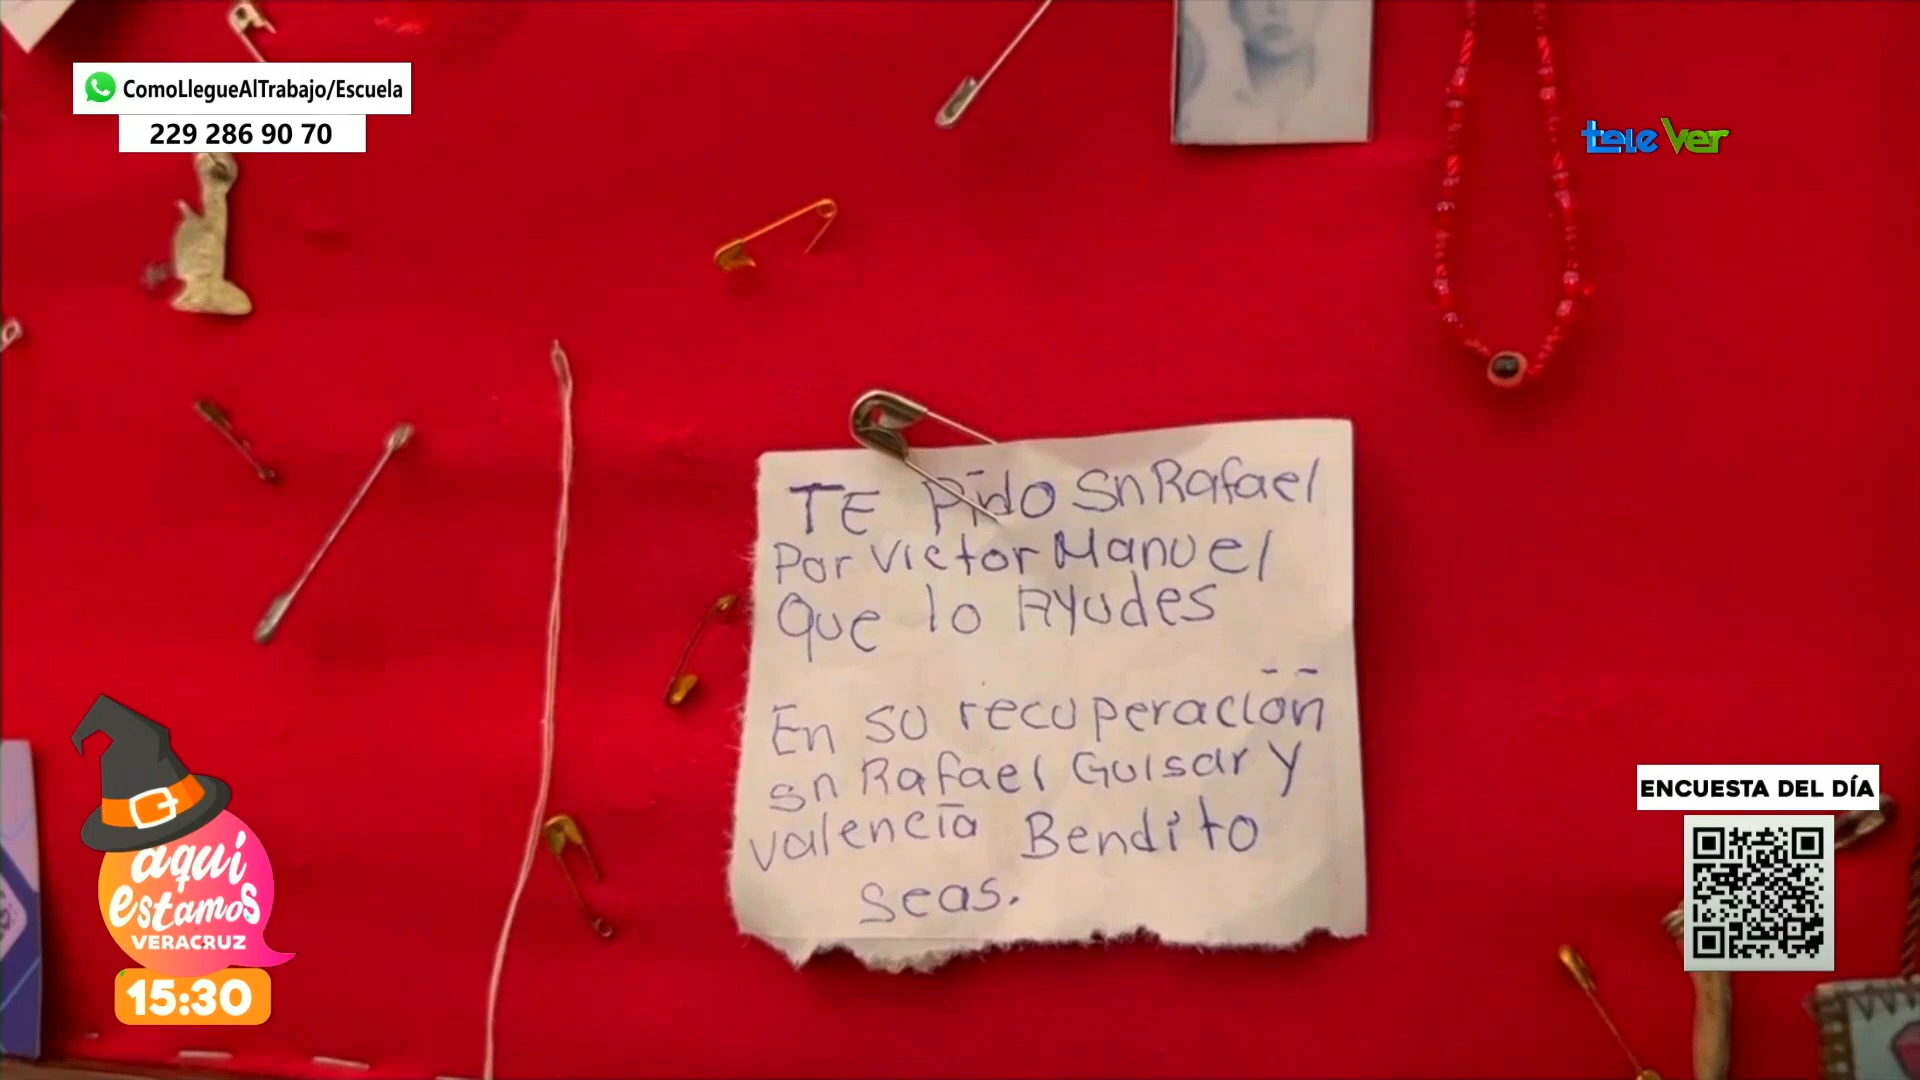 ComoLlegueAlTrabajo/Escuela
229 286 90 70
tele Ver
TE Pido Sn Rafael
Por Victor Manuel
Que lo Ayudes
En su recuperación
sn Rafael Guisar y
valencia Bendito
seas.
ENCUESTA DEL DÍA
aquí
estamos
VERACRUZ
15:30